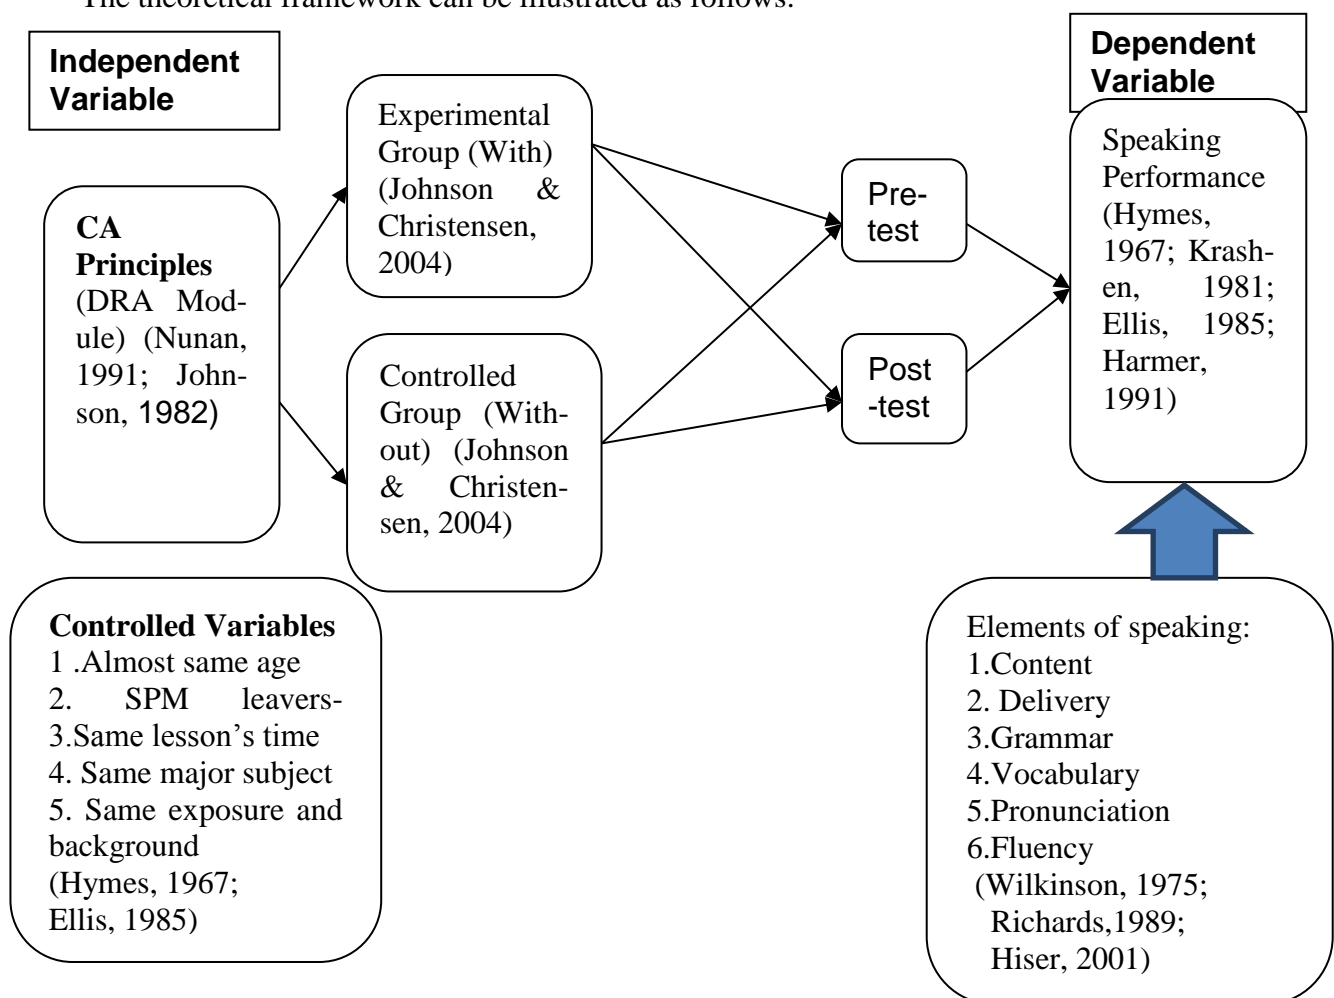 The theoretical framework can be illustrated as follows:
Independent
Variable
Dependent
Variable
CA
Principles
(DRA Mod-
ule) (Nunan,
1991; John-
son, 1982)
Experimental
Group (With)
(Johnson &
Christensen,
2004)
Controlled
Group (With-
out) (Johnson
& Christen-
sen, 2004)
Pre-
test
Post
-test
Speaking
Performance
(Hymes,
1967; Krash-
en, 1981;
Ellis, 1985;
Harmer,
1991)
Controlled Variables
1 .Almost same age
2. SPM leavers-
3.Same lesson’s time
4. Same major subject
5. Same exposure and
background
(Hymes, 1967;
Ellis, 1985)
Elements of speaking:
1.Content
2. Delivery
3.Grammar
4.Vocabulary
5.Pronunciation
6.Fluency
(Wilkinson, 1975;
Richards,1989;
Hiser, 2001)